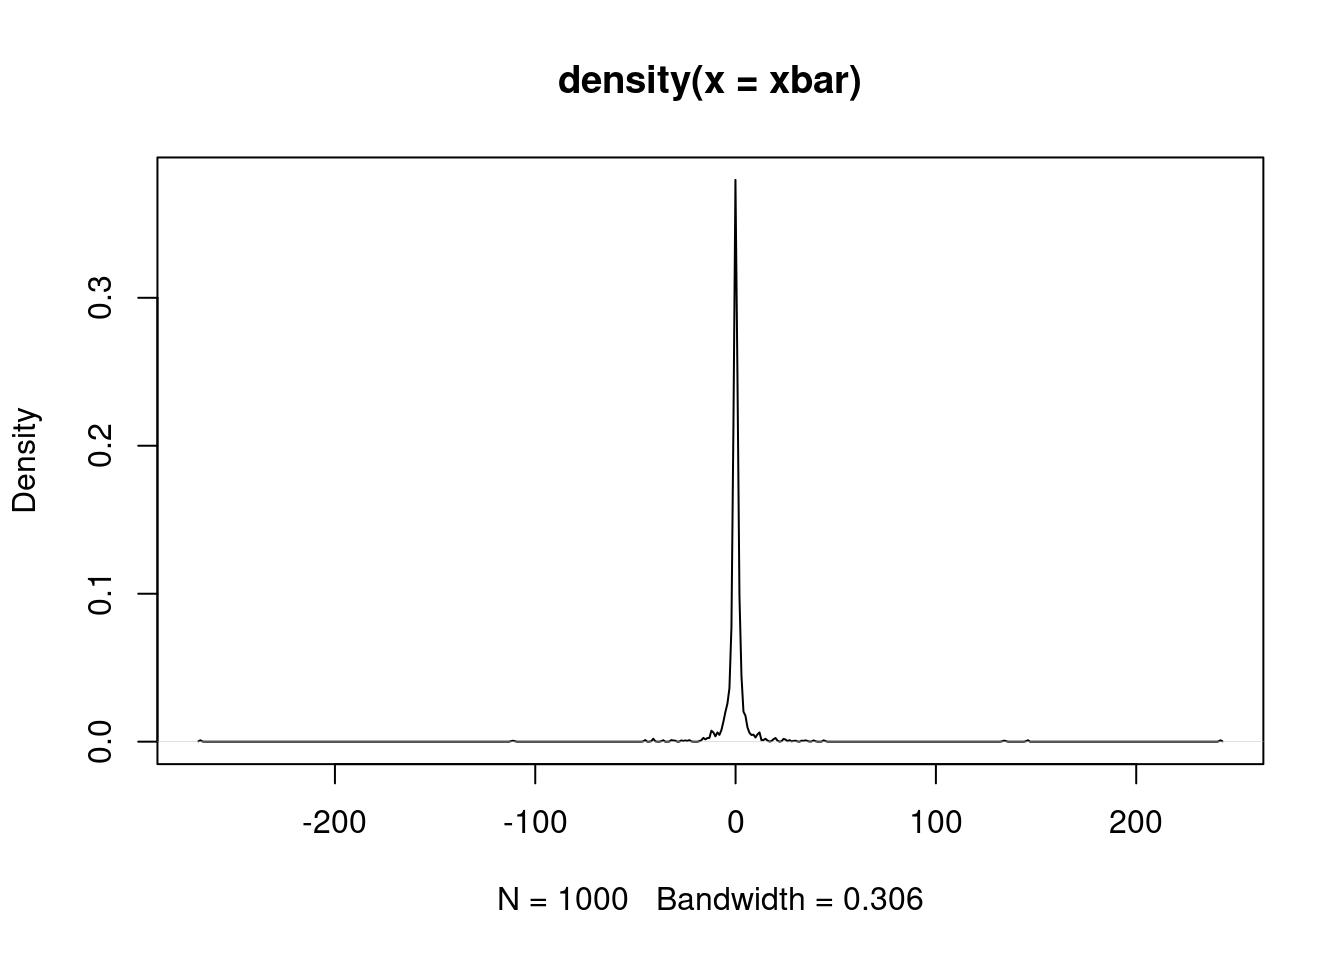 density(x = xbar)
Density
0.3
0.2
0.1
0.0
-200 -100 0 100 200
N = 1000 Bandwidth = 0.306